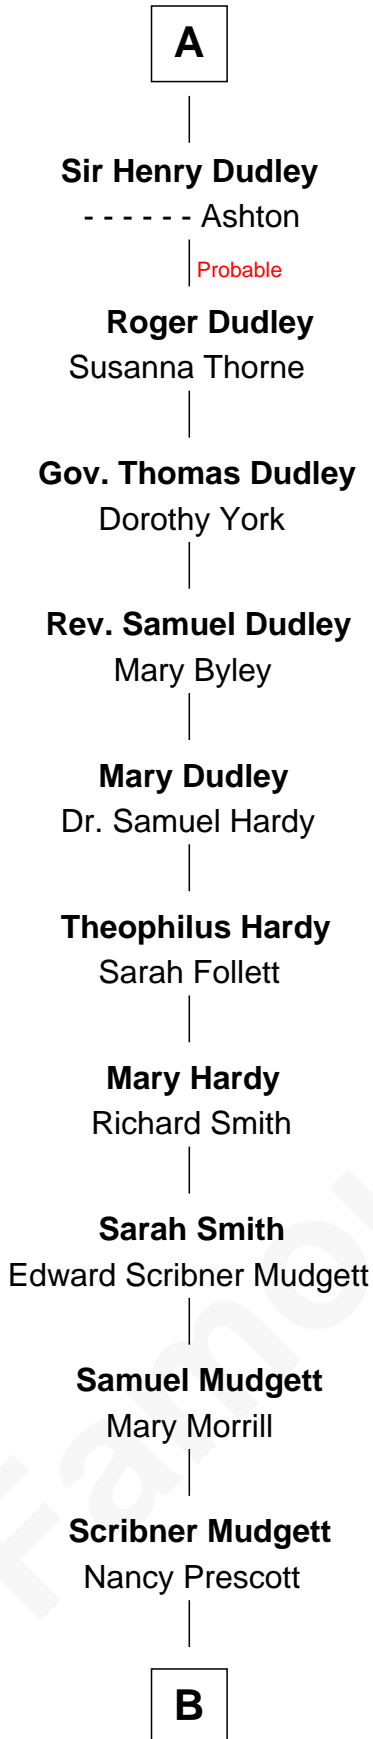 A
Sir Henry Dudley
- - - - - - Ashton
Probable
Roger Dudley
Susanna Thorne
Gov. Thomas Dudley
Dorothy York
Rev. Samuel Dudley
Mary Byley
Mary Dudley
Dr. Samuel Hardy
Theophilus Hardy
Sarah Follett
Mary Hardy
Richard Smith
Sarah Smith
Edward Scribner Mudgett
Samuel Mudgett
Mary Morrill
Scribner Mudgett
Nancy Prescott
B